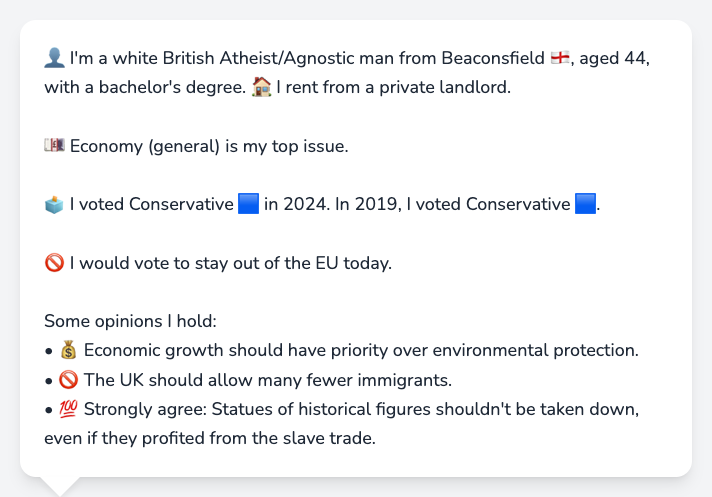 👤 I'm a white British Atheist/Agnostic man from Beaconsfield 🏴󠁧󠁢󠁥󠁮󠁧󠁿, aged 44,
with a bachelor's degree. 🏠 I rent from a private landlord.
💷 Economy (general) is my top issue.
🗳️ I voted Conservative 🟦 in 2024. In 2019, I voted Conservative 🟦.
🚫 I would vote to stay out of the EU today.
Some opinions I hold:
• 💰 Economic growth should have priority over environmental protection.
• 🚫 The UK should allow many fewer immigrants.
• 💯 Strongly agree: Statues of historical figures shouldn't be taken down,
even if they profited from the slave trade.